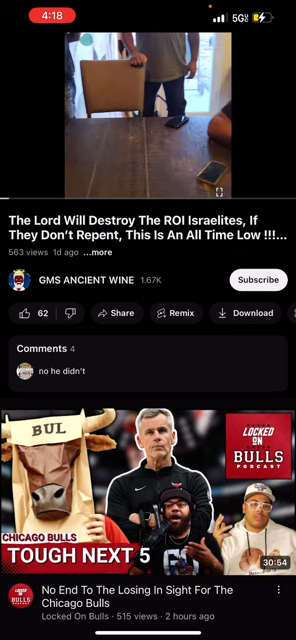 4:18
5G
The Lord Will Destroy The ROI Israelites, If
They Don't Repent, This Is An All Time Low !!!...
563 views 1d ago ...more
GMS ANCIENT WINE 1.67K
Subscribe
62
Share
Remix
Download
Comments 4
no he didn't
BUL
LOCKED
ON
BULLS
PODCAST
CHICAGO BULLS
TOUGH NEXT 5
30:54
No End To The Losing In Sight For The
Chicago Bulls
Locked On Bulls · 515 views · 2 hours ago